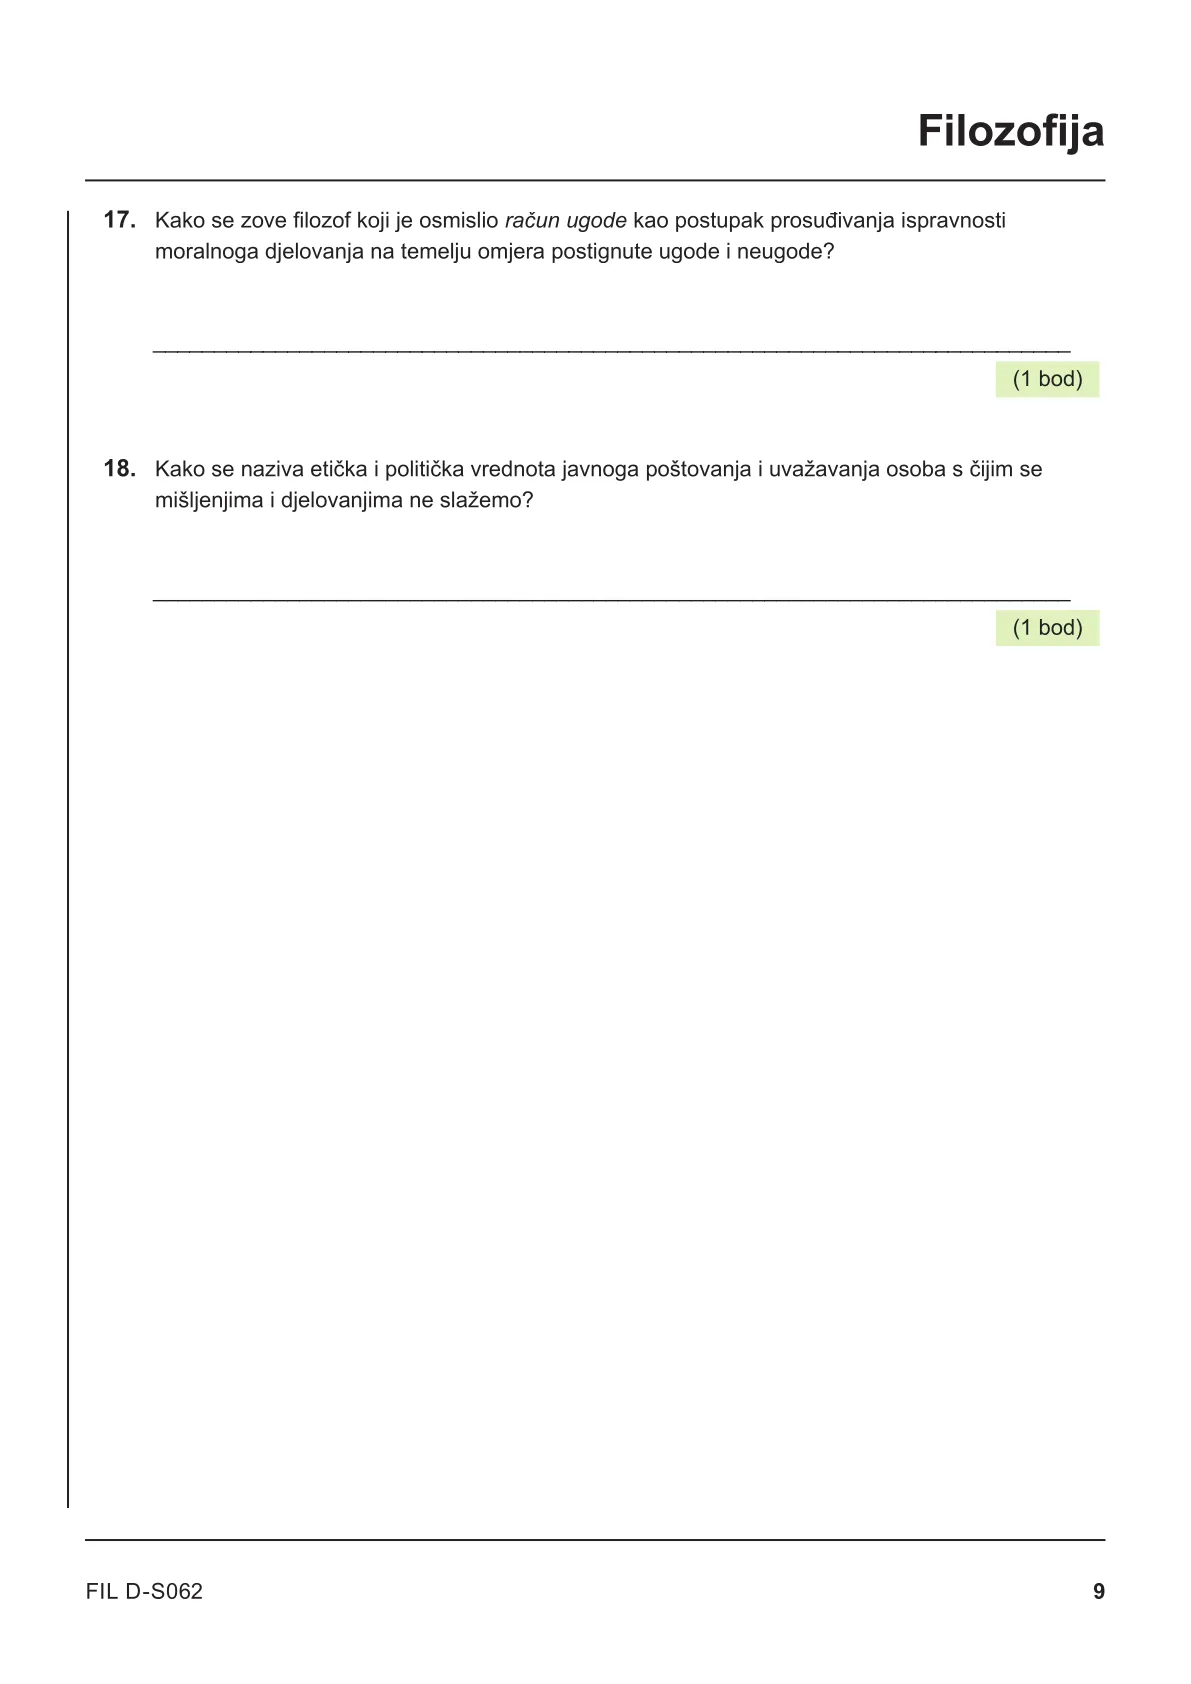 Filozofija
17. Kako se zove filozof koji je osmislio račun ugode kao postupak prosuđivanja ispravnosti
moralnoga djelovanja na temelju omjera postignute ugode i neugode?
(1 bod)
18. Kako se naziva etička i politička vrednota javnoga poštovanja i uvažavanja osoba s čijim se
mišljenjima i djelovanjima ne slažemo?
(1 bod)
FIL D-S062
9